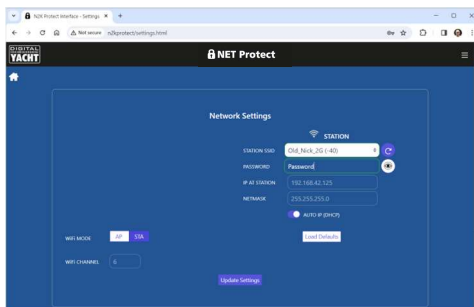 N2K Protect Interface - Settings
Not secure n2kprotect/settings.html
DIGITAL
YACHT
NET Protect
Network Settings
STATION
STATION SSID Old_Nick_2G (-40)
PASSWORD Password
IP AT STATION 192.168.42.125
NETMASK 255.255.255.0
AUTO IP (DHCP)
WIFI MODE AP STA Load Defaults
WIFI CHANNEL 6
Update Settings